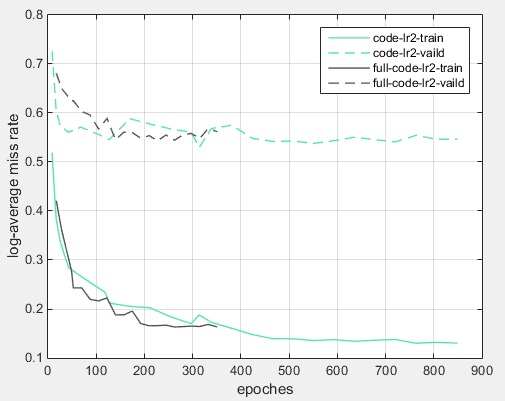 0.8
0.7
0.6
0.5
0.4
0.3
0.2
0.1
log-average miss rate
code-lr2-train
code-lr2-vaild
full-code-lr2-train
full-code-lr2-vaild
0 100 200 300 400 500 600 700 800 900
epoches